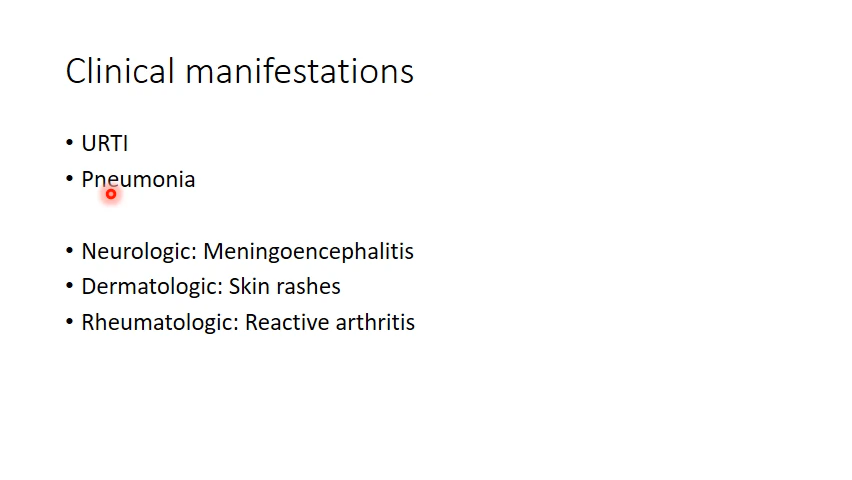 Clinical manifestations
• URTI
• Pneumonia
• Neurologic: Meningoencephalitis
• Dermatologic: Skin rashes
• Rheumatologic: Reactive arthritis